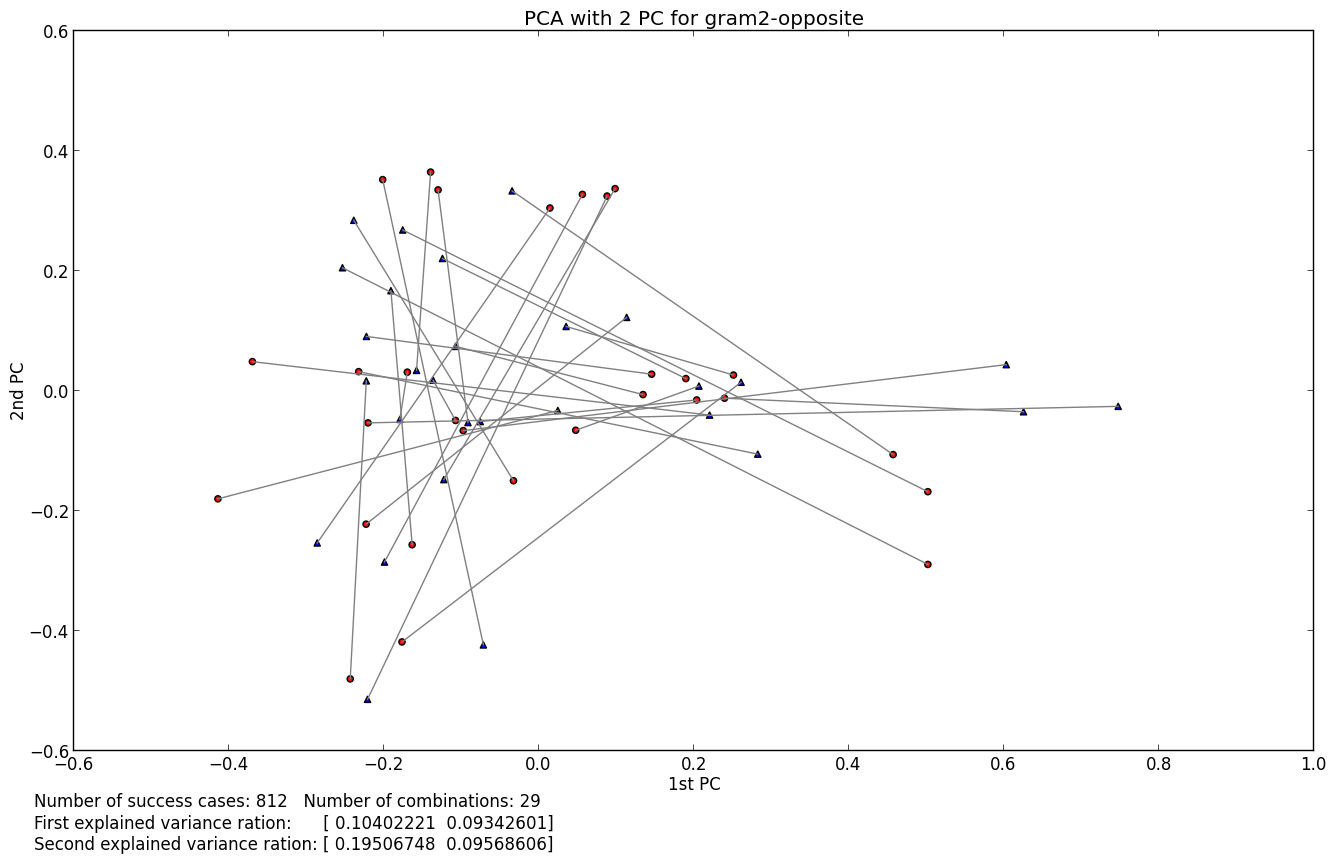 PCA with 2 PC for gram2-opposite
0.6
0.4
0.2
0.0
−0.2
−0.4
−0.6
2nd PC
−0.6 −0.4 −0.2 0.0 0.2 0.4 0.6 0.8 1.0
1st PC
Number of success cases: 812 Number of combinations: 29
First explained variance ration: [ 0.10402221 0.09342601]
Second explained variance ration: [ 0.19506748 0.09568606]